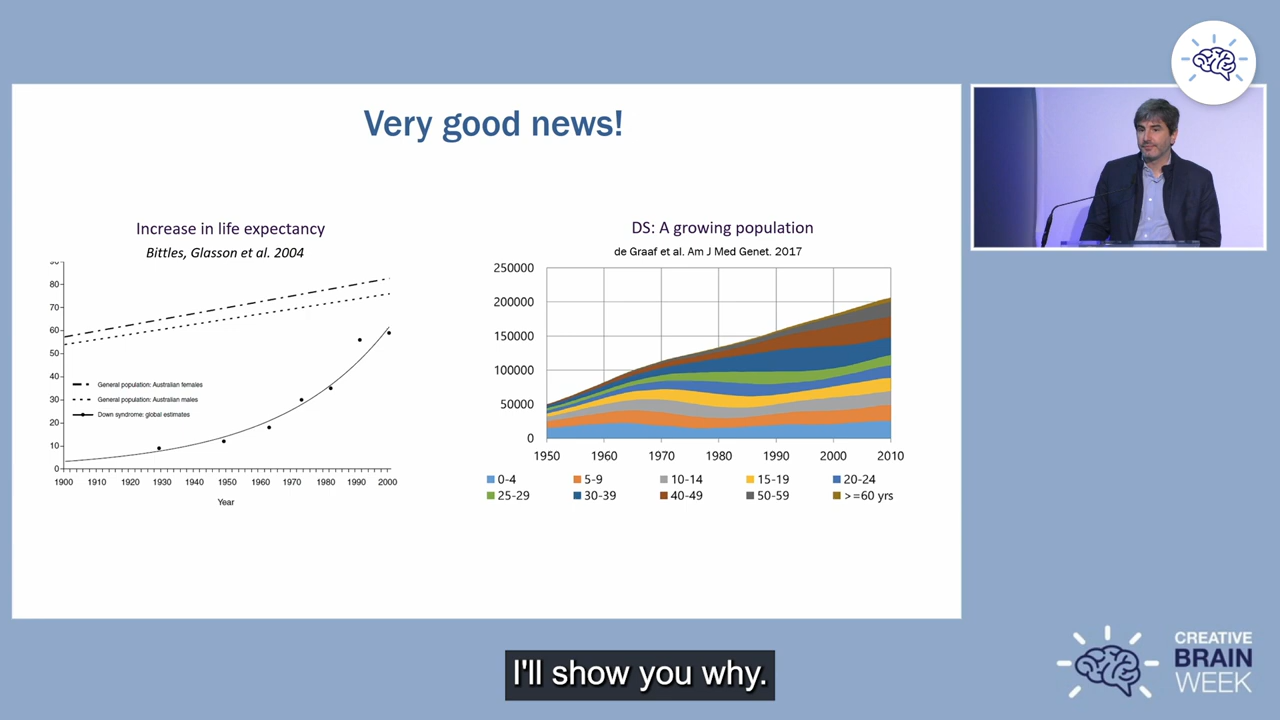 Very good news!
Increase in life expectancy
Bittles, Glasson et al. 2004
80
70
60
50
40
30
20
10
0
General population: Australian females
General population: Australian males
Down syndrome: global estimates
1900 1910 1920 1930 1940 1950 1960 1970 1980 1990 2000
Year
DS: A growing population
de Graaf et al. Am J Med Genet. 2017
250000
200000
150000
100000
50000
0
1950 1960 1970 1980 1990 2000 2010
0-4 5-9 10-14 15-19 20-24
25-29 30-39 40-49 50-59 >=60 yrs
I'll show you why.
CREATIVE
BRAIN
WEEK